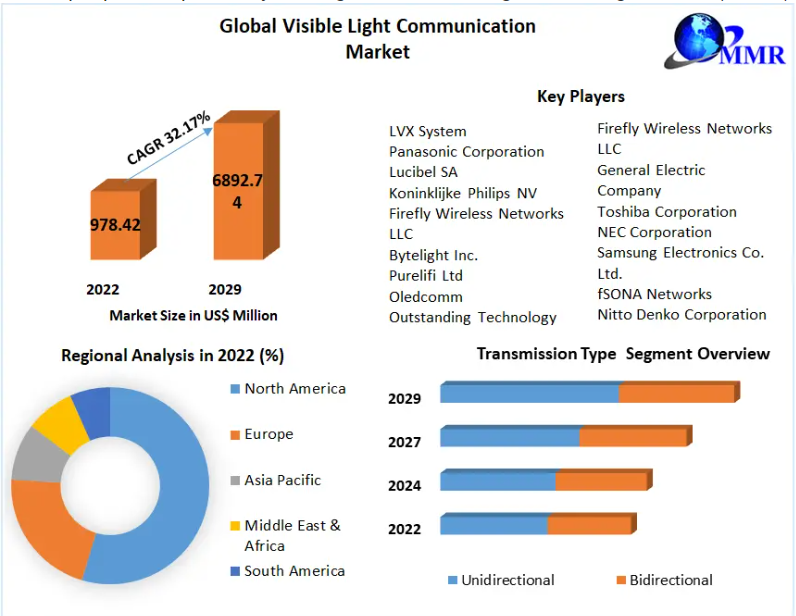 Global Visible Light Communication
Market
MMR
CAGR 32.17%
978.42
6892.7
4
2022
2029
Market Size in US$ Million
Key Players
LVX System
Panasonic Corporation
Lucibel SA
Koninklijke Philips NV
Firefly Wireless Networks
LLC
Bytelight Inc.
Purelifi Ltd
Oledcomm
Outstanding Technology
Firefly Wireless Networks
LLC
General Electric
Company
Toshiba Corporation
NEC Corporation
Samsung Electronics Co.
Ltd.
fSONA Networks
Nitto Denko Corporation
Regional Analysis in 2022 (%)
North America
Europe
Asia Pacific
Middle East &
Africa
South America
Transmission Type Segment Overview
2029
2027
2024
2022
Unidirectional
Bidirectional